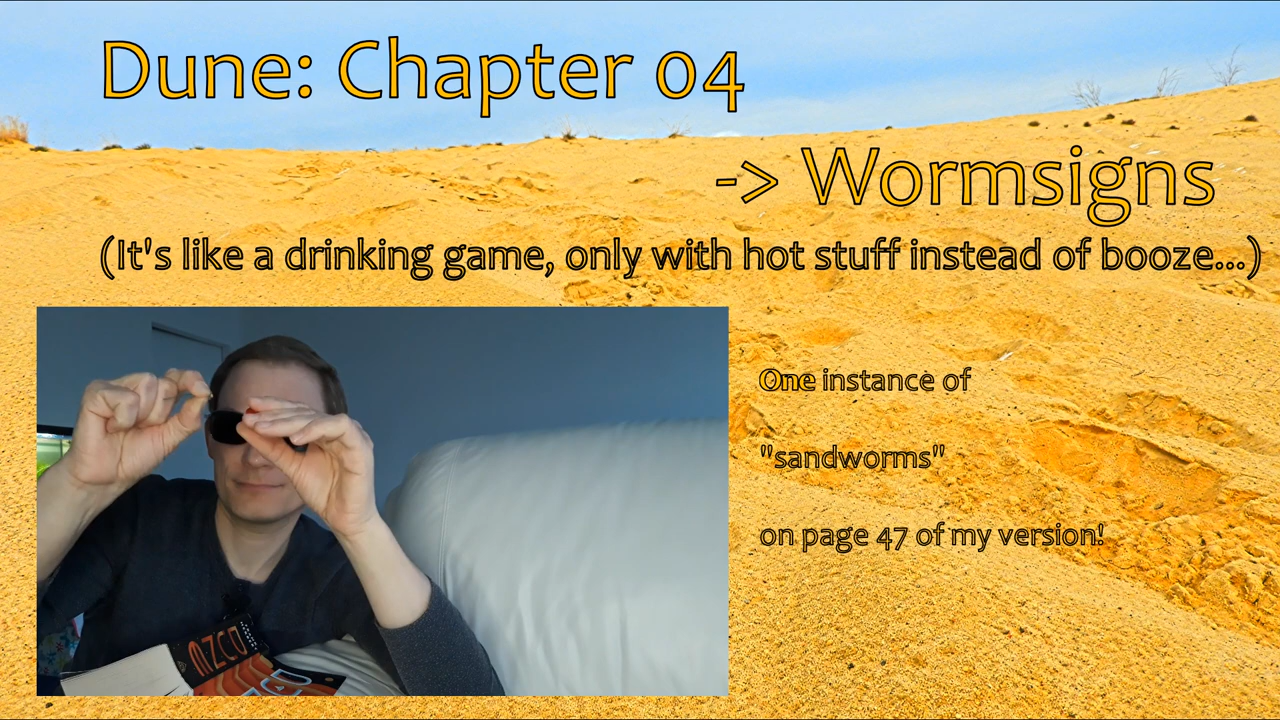 Dune: Chapter 04
-> Wormsigns
(It's like a drinking game, only with hot stuff instead of booze...)
One instance of
"sandworms"
on page 47 of my version!